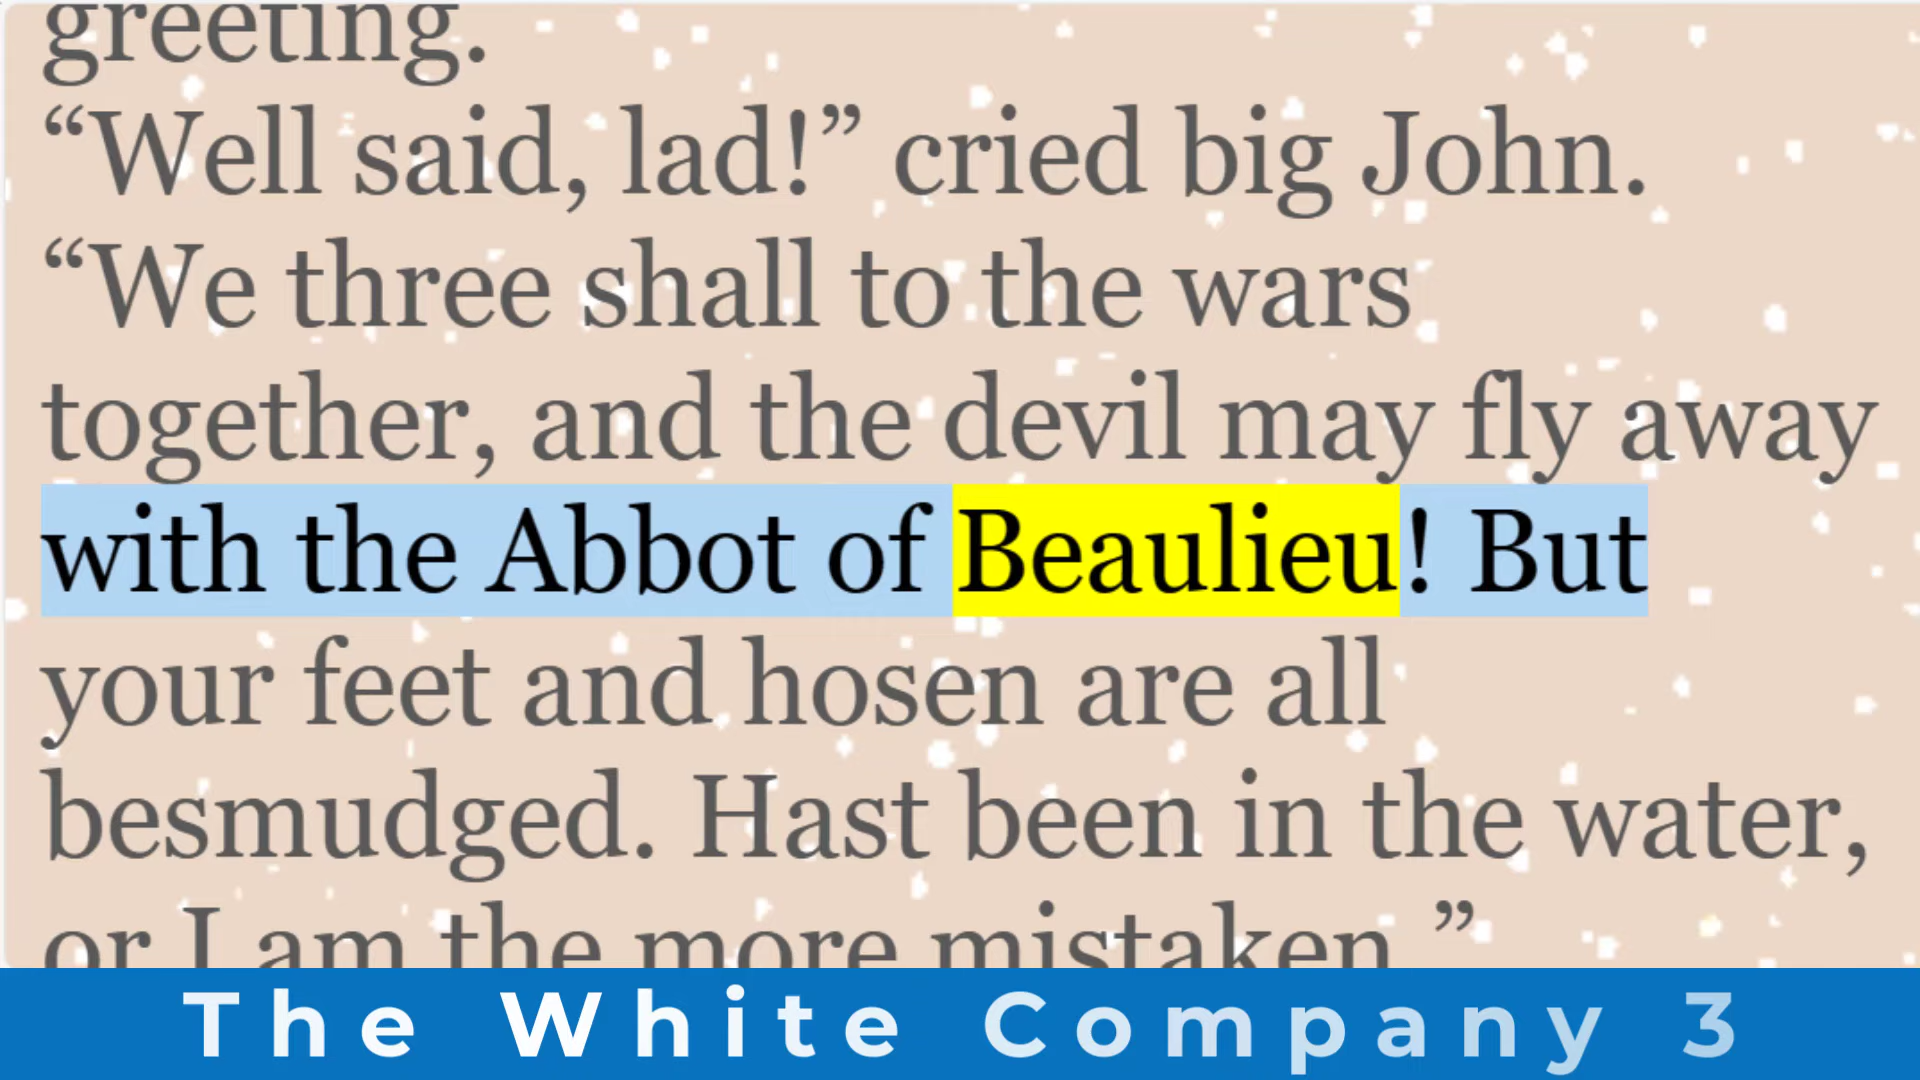 greeting.
“Well said, lad!” cried big John.
“We three shall to the wars
together, and the devil may fly away
with the Abbot of Beaulieu! But
your feet and hosen are all
besmudged. Hast been in the water,
or I am the more mistaken.”
The White Company 3